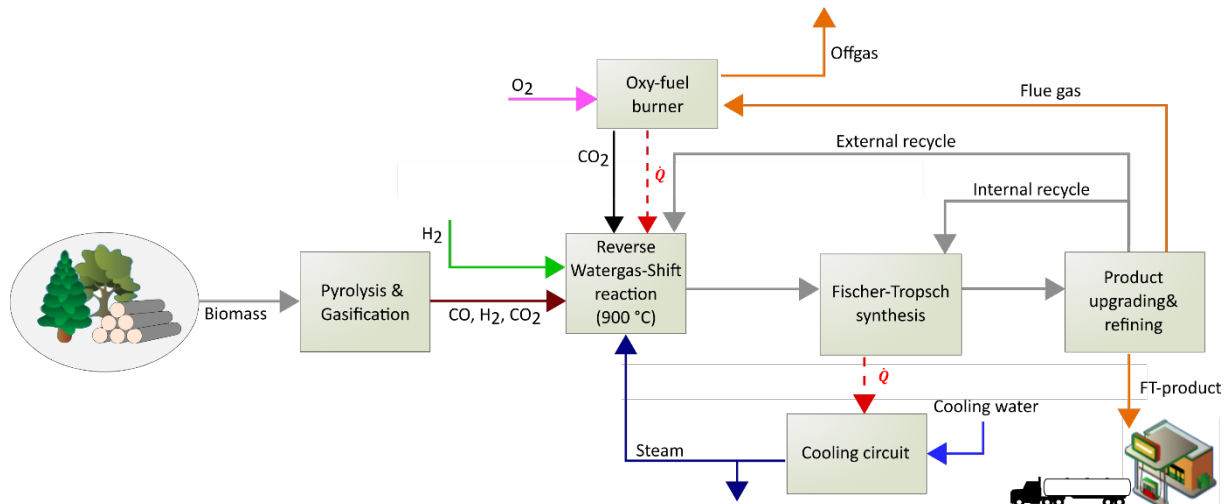 Offgas
Oxy-fuel
burner
O2
Flue gas
CO2
Q̇
External recycle
Internal recycle
H2
Reverse
Watergas-Shift
reaction
(900 °C)
Pyrolysis &
Gasification
Fischer-Tropsch
synthesis
Product
upgrading&
refining
Biomass
CO, H2, CO2
Q̇
FT-product
Cooling water
Steam
Cooling circuit